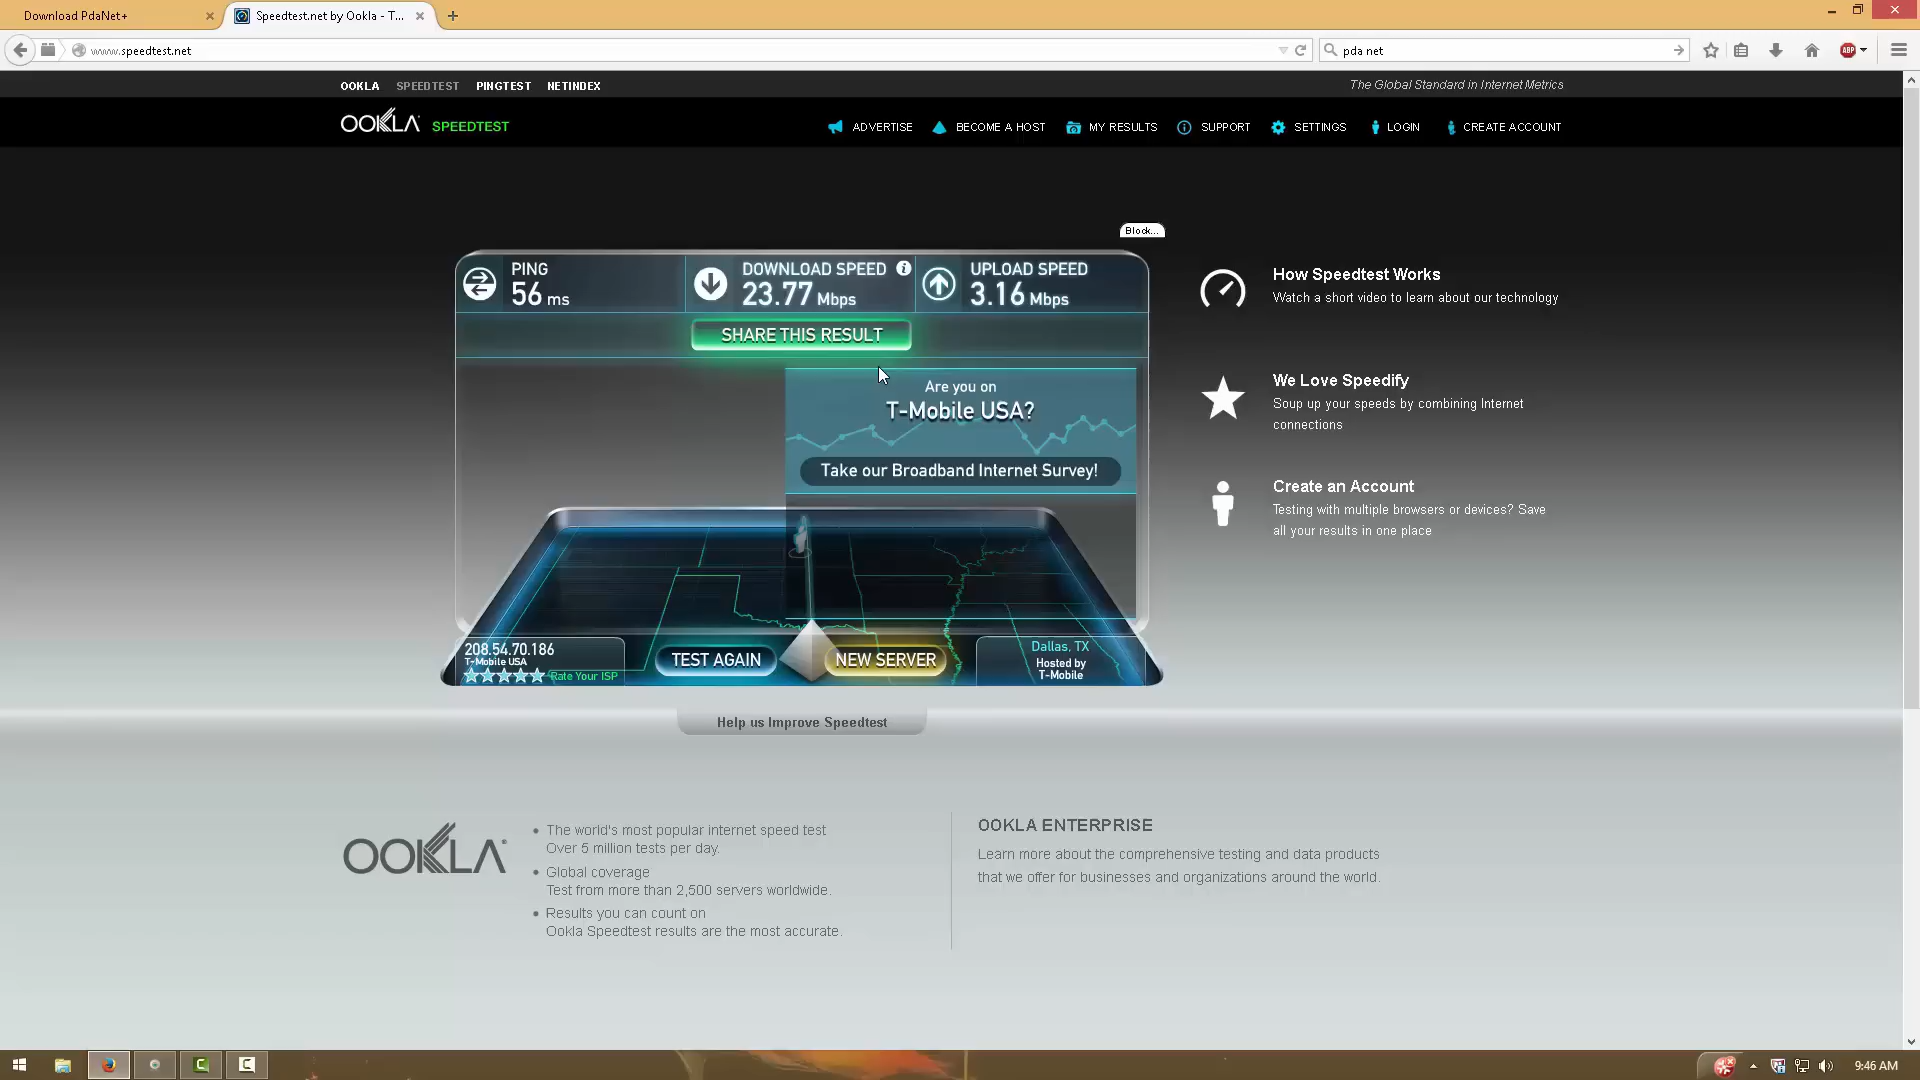 Download PdaNet+
Speedtest.net by Ookla - T...
www.speedtest.net
pda net
ABP
OOKLA SPEEDTEST PINGTEST NETINDEX
The Global Standard in Internet Metrics
OOKLA SPEEDTEST
ADVERTISE BECOME A HOST MY RESULTS SUPPORT SETTINGS LOGIN CREATE ACCOUNT
Block...
PING
56 ms
DOWNLOAD SPEED
23.77 Mbps
UPLOAD SPEED
3.16 Mbps
SHARE THIS RESULT
Are you on
T-Mobile USA?
Take our Broadband Internet Survey!
How Speedtest Works
Watch a short video to learn about our technology
We Love Speedify
Soup up your speeds by combining Internet
connections
Create an Account
Testing with multiple browsers or devices? Save
all your results in one place
208.54.70.186
T-Mobile USA
Rate Your ISP
TEST AGAIN
NEW SERVER
Dallas, TX
Hosted by
T-Mobile
Help us Improve Speedtest
OOKLA
The world's most popular internet speed test
Over 5 million tests per day.
Global coverage
Test from more than 2,500 servers worldwide.
Results you can count on
Ookla Speedtest results are the most accurate.
OOKLA ENTERPRISE
Learn more about the comprehensive testing and data products
that we offer for businesses and organizations around the world.
9:46 AM